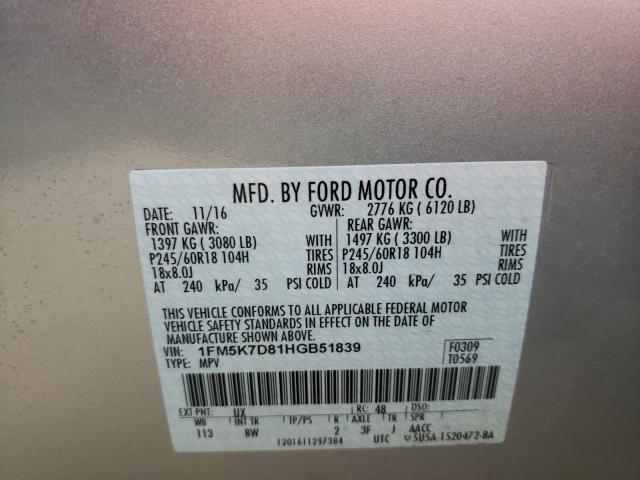 MFD. BY FORD MOTOR CO.
DATE: 11/16 GVWR: 2776 KG ( 6120 LB)
FRONT GAWR: REAR GAWR:
1397 KG ( 3080 LB) WITH 1497 KG ( 3300 LB) WITH
P245/60R18 104H TIRES P245/60R18 104H TIRES
18x8.0J RIMS 18x8.0J RIMS
AT 240 kPa/ 35 PSI COLD AT 240 kPa/ 35 PSI COLD
THIS VEHICLE CONFORMS TO ALL APPLICABLE FEDERAL MOTOR
VEHICLE SAFETY STANDARDS IN EFFECT ON THE DATE OF
MANUFACTURE SHOWN ABOVE.
VIN: 1FM5K7D81HGB51839 F0309
TYPE: MPV T0569
EXT PNT: UX RC: 48 DSO:
WB INT TR TP/PS R AXLE TR SPR
113 8W 2 3F J AACC
1201611297384 UTC 5USA-1520472-BA